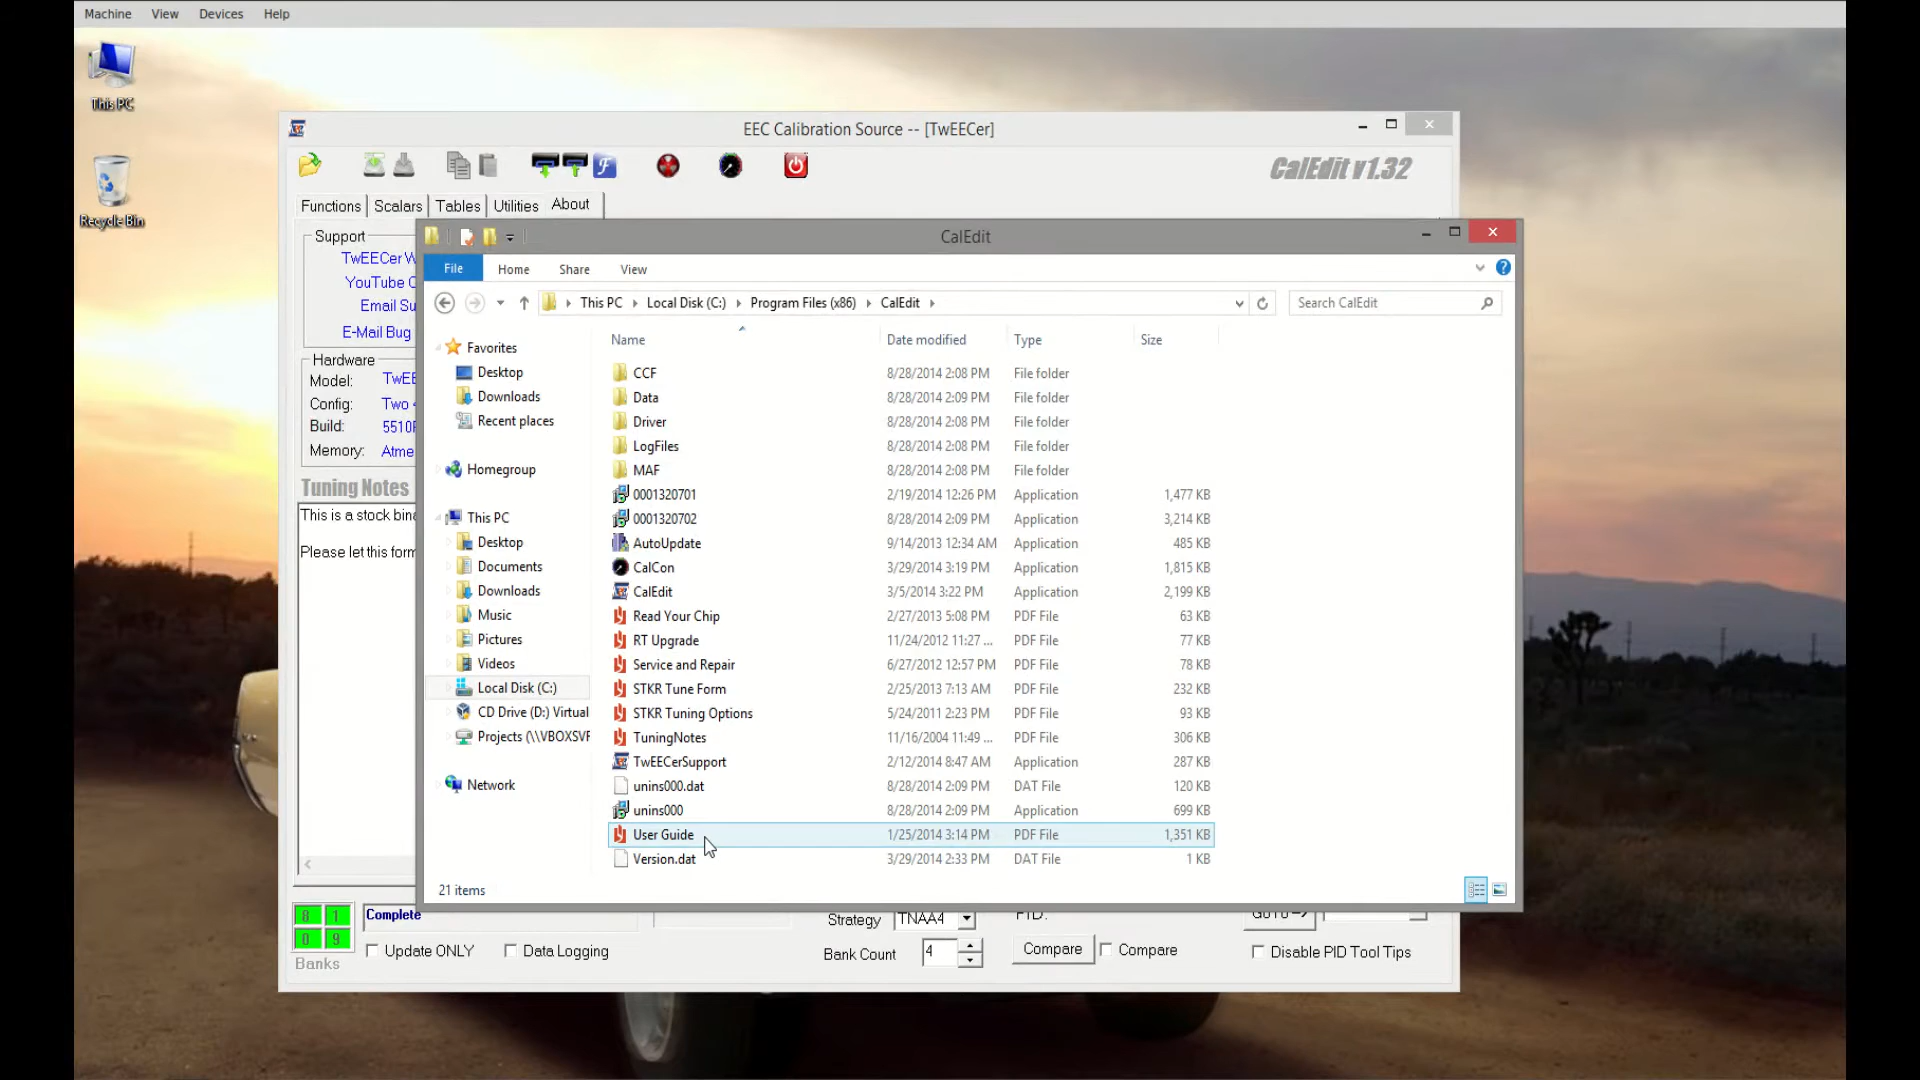 Machine View Devices Help
This PC
Recycle Bin
EEC Calibration Source -- [TwEECer]
CalEdit v1.32
Functions Scalars Tables Utilities About
Support
TwEECer W
YouTube C
Email Su
E-Mail Bug
Hardware
Model: TwEE
Config: Two
Build: 5510
Memory: Atme
Tuning Notes
This is a stock bina
Please let this form
CalEdit
File Home Share View
This PC Local Disk (C:) Program Files (x86) CalEdit
Search CalEdit
Name Date modified Type Size
Favorites
Desktop
Downloads
Recent places
Homegroup
This PC
Desktop
Documents
Downloads
Music
Pictures
Videos
Local Disk (C:)
CD Drive (D:) Virtual
Projects (\\VBOXSVF
Network
CCF 8/28/2014 2:08 PM File folder
Data 8/28/2014 2:09 PM File folder
Driver 8/28/2014 2:08 PM File folder
LogFiles 8/28/2014 2:08 PM File folder
MAF 8/28/2014 2:08 PM File folder
0001320701 2/19/2014 12:26 PM Application 1,477 KB
0001320702 8/28/2014 2:09 PM Application 3,214 KB
AutoUpdate 9/14/2013 12:34 AM Application 485 KB
CalCon 3/29/2014 3:19 PM Application 1,815 KB
CalEdit 3/5/2014 3:22 PM Application 2,199 KB
Read Your Chip 2/27/2013 5:08 PM PDF File 63 KB
RT Upgrade 11/24/2012 11:27 ... PDF File 77 KB
Service and Repair 6/27/2012 12:57 PM PDF File 78 KB
STKR Tune Form 2/25/2013 7:13 AM PDF File 232 KB
STKR Tuning Options 5/24/2011 2:23 PM PDF File 93 KB
TuningNotes 11/16/2004 11:49 ... PDF File 306 KB
TwEECerSupport 2/12/2014 8:47 AM Application 287 KB
unins000.dat 8/28/2014 2:09 PM DAT File 120 KB
unins000 8/28/2014 2:09 PM Application 699 KB
User Guide 1/25/2014 3:14 PM PDF File 1,351 KB
Version.dat 3/29/2014 2:33 PM DAT File 1 KB
21 items
8 1
0 9
Banks
Complete
Update ONLY Data Logging
Strategy TNAA4
Bank Count 4
PID:
Compare Compare
GoTo->
Disable PID Tool Tips